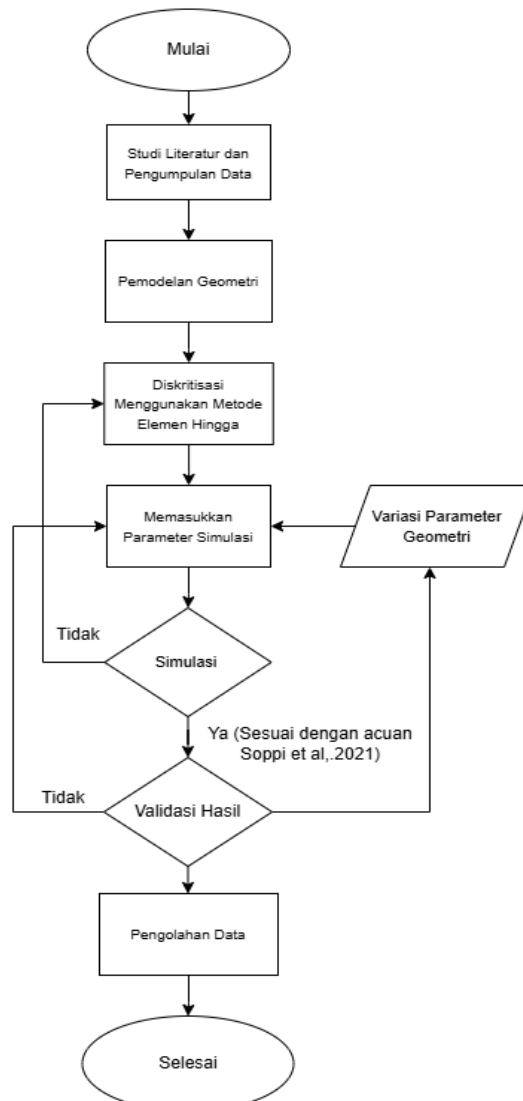 Mulai
Studi Literatur dan
Pengumpulan Data
Pemodelan Geometri
Diskritisasi
Menggunakan Metode
Elemen Hingga
Memasukkan
Parameter Simulasi
Variasi Parameter
Geometri
Tidak
Simulasi
Ya (Sesuai dengan acuan
Soppi et al,.2021)
Tidak
Validasi Hasil
Pengolahan Data
Selesai